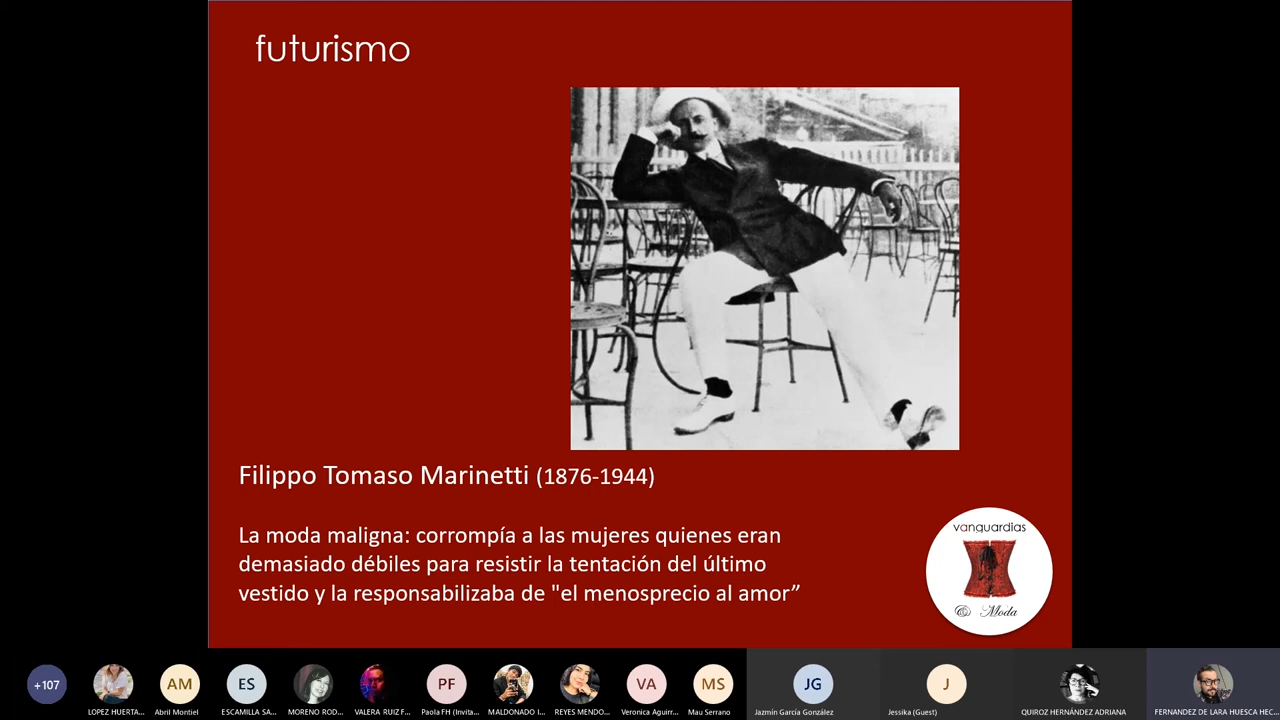 futurismo
Filippo Tomaso Marinetti (1876-1944)
La moda maligna: corrompía a las mujeres quienes eran
demasiado débiles para resistir la tentación del último
vestido y la responsabilizaba de "el menosprecio al amor”
vanguardias
& Moda
+107
AM
ES
PF
VA
MS
JG
J
LOPEZ HUERTA...
Abril Montiel
ESCAMILLA SA...
MORENO ROD...
VALERA RUIZ F...
Paola FH (Invita...
MALDONADO I...
REYES MENDO...
Veronica Aguirr...
Mau Serrano
Jazmín García González
Jessika (Guest)
QUIROZ HERNÁNDEZ ADRIANA
FERNANDEZ DE LARA HUESCA HEC...